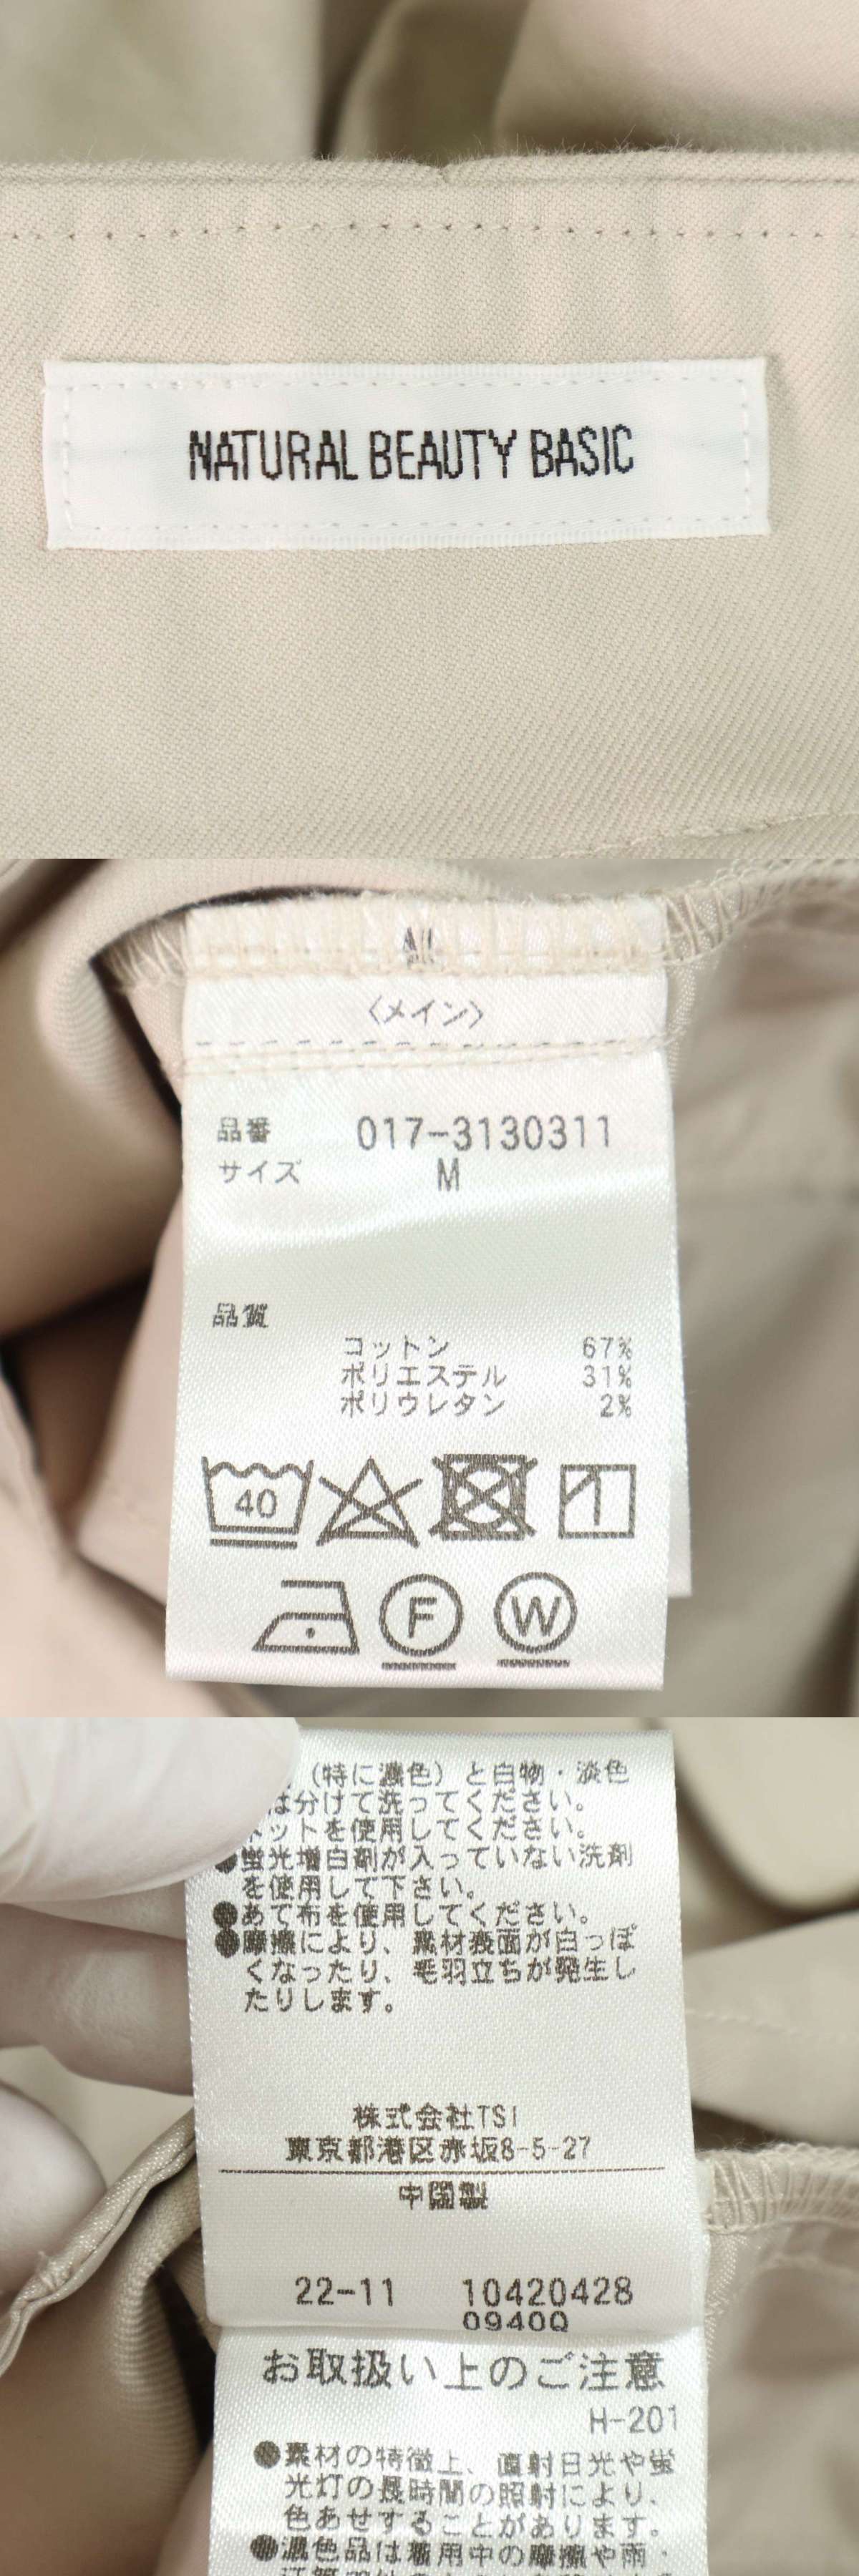 NATURAL BEAUTY BASIC
〈メイン〉
品番 017-3130311
サイズ M
品質
コットン 67%
ポリエステル 31%
ポリウレタン 2%
40
F W
(特に濃色)と白物・淡色
は分けて洗ってください。
ネットを使用してください。
●蛍光増白剤が入っていない洗剤
を使用して下さい。
●あて布を使用してください。
●摩擦により、素材表面が白っぽ
くなったり、毛羽立ちが発生し
たりします。
株式会社TSI
東京都港区赤坂8-5-27
中国製
22-11 10420428
0940Q
お取扱い上のご注意
H-201
●素材の特徴上、直射日光や蛍
光灯の長時間の照射により、
色あせすることがあります。
●濃色品は着用中の摩擦や雨・